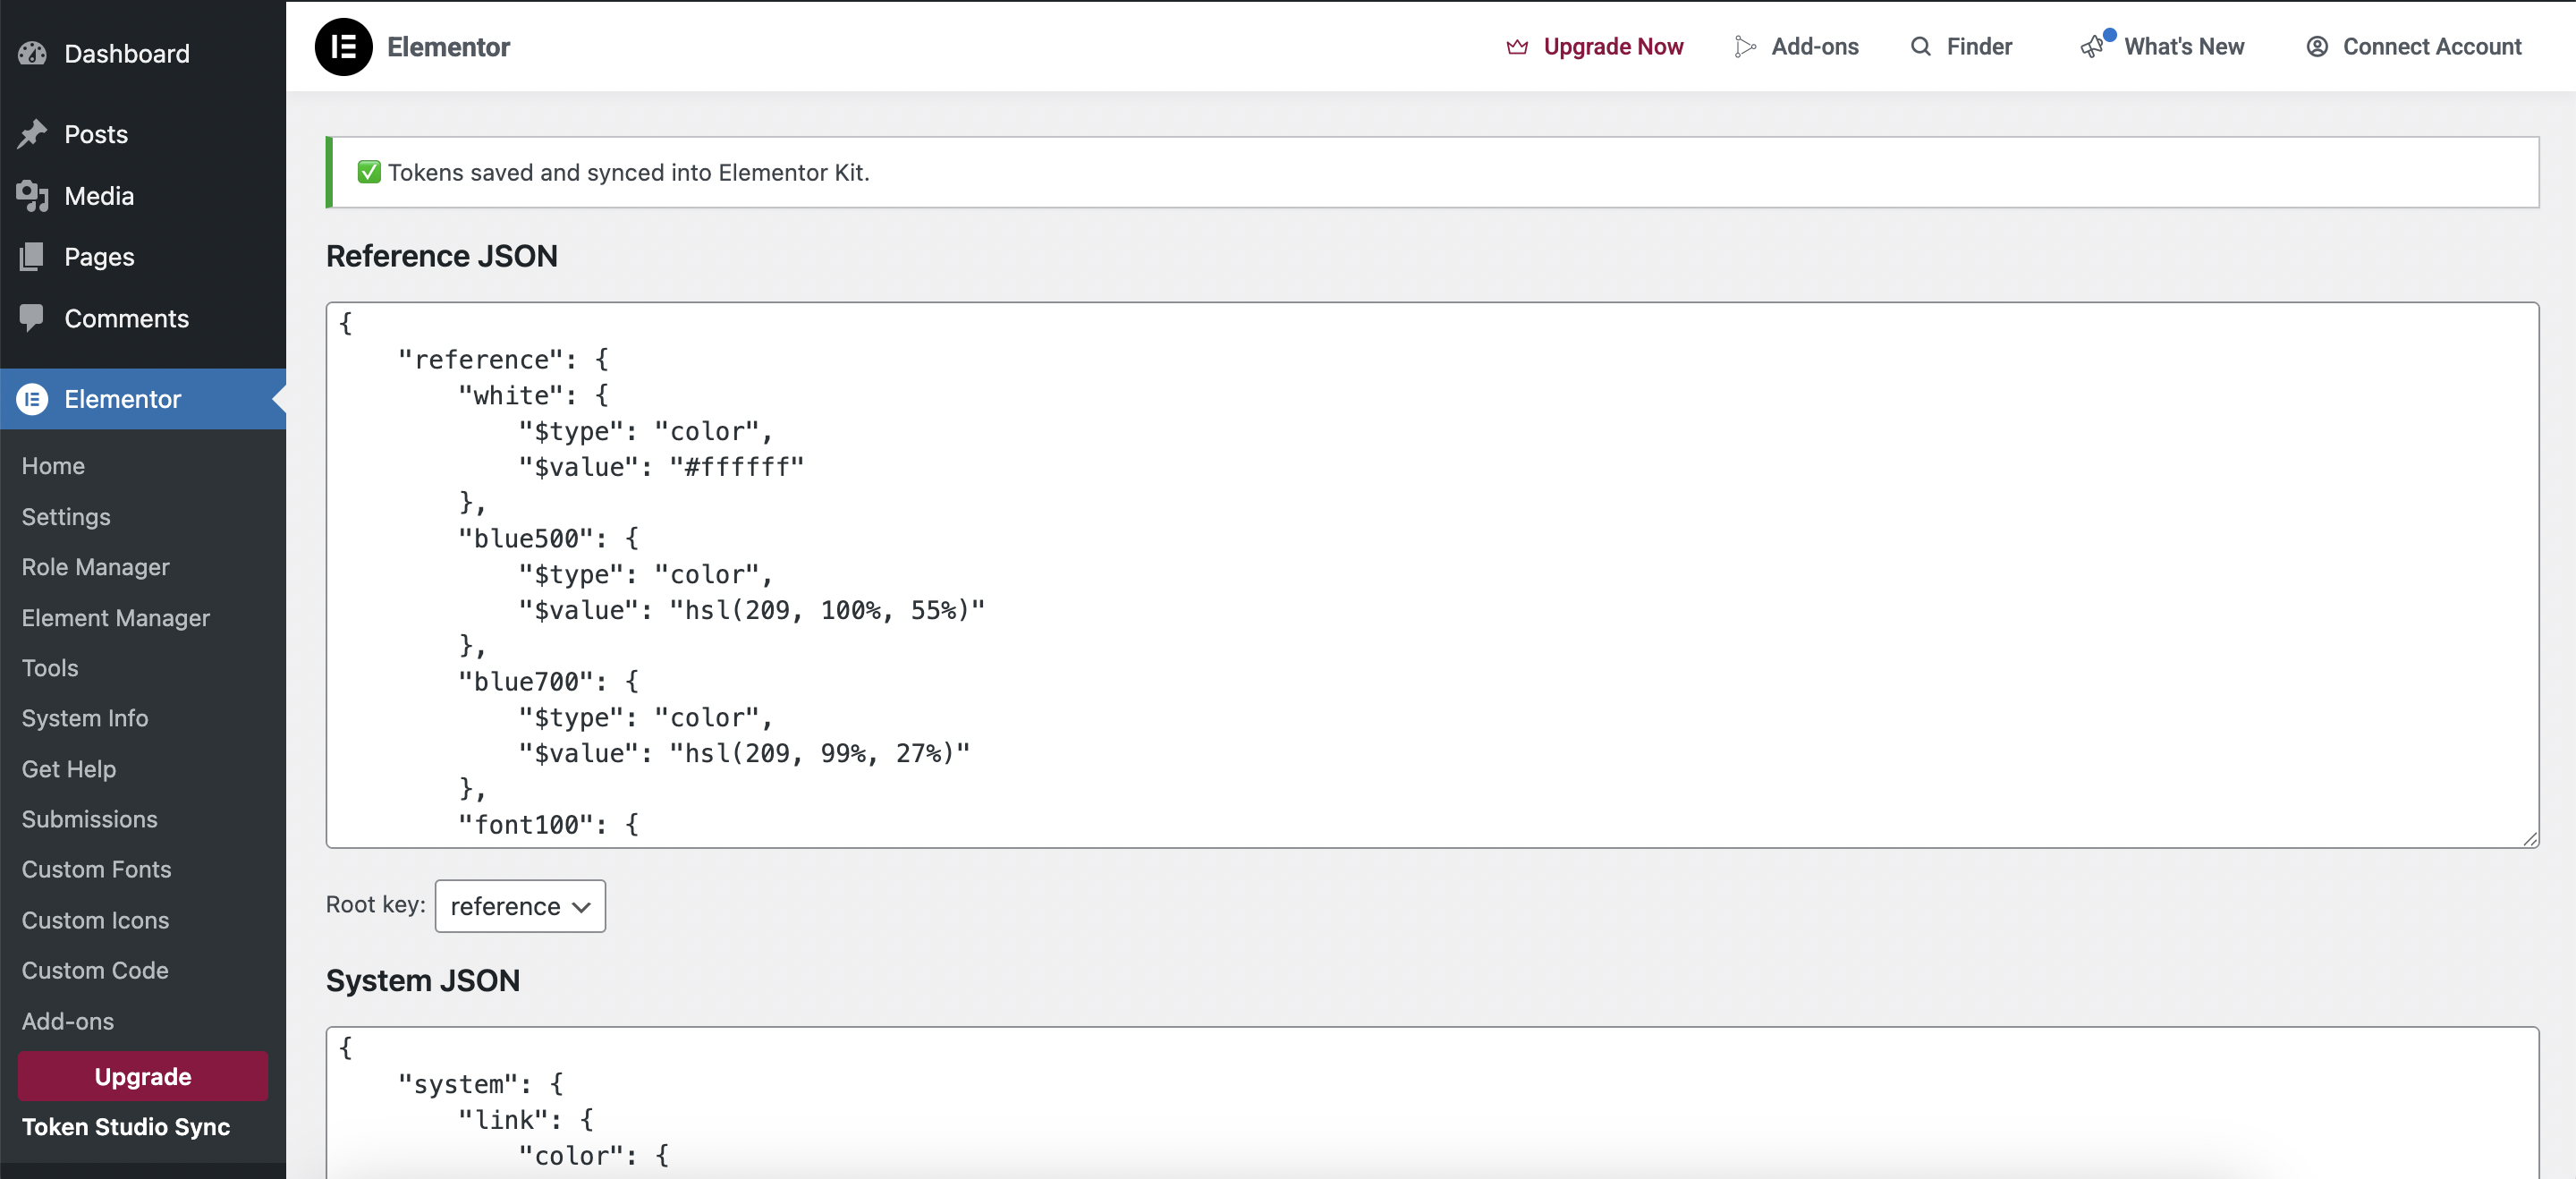 Dashboard
Posts
Media
Pages
Comments
Elementor
Home
Settings
Role Manager
Element Manager
Tools
System Info
Get Help
Submissions
Custom Fonts
Custom Icons
Custom Code
Add-ons
Upgrade
Token Studio Sync
Elementor
Upgrade Now
Add-ons
Finder
What's New
Connect Account
✅ Tokens saved and synced into Elementor Kit.
Reference JSON
{
    "reference": {
        "white": {
            "$type": "color",
            "$value": "#ffffff"
        },
        "blue500": {
            "$type": "color",
            "$value": "hsl(209, 100%, 55%)"
        },
        "blue700": {
            "$type": "color",
            "$value": "hsl(209, 99%, 27%)"
        },
        "font100": {
Root key: reference
System JSON
{
    "system": {
        "link": {
            "color": {